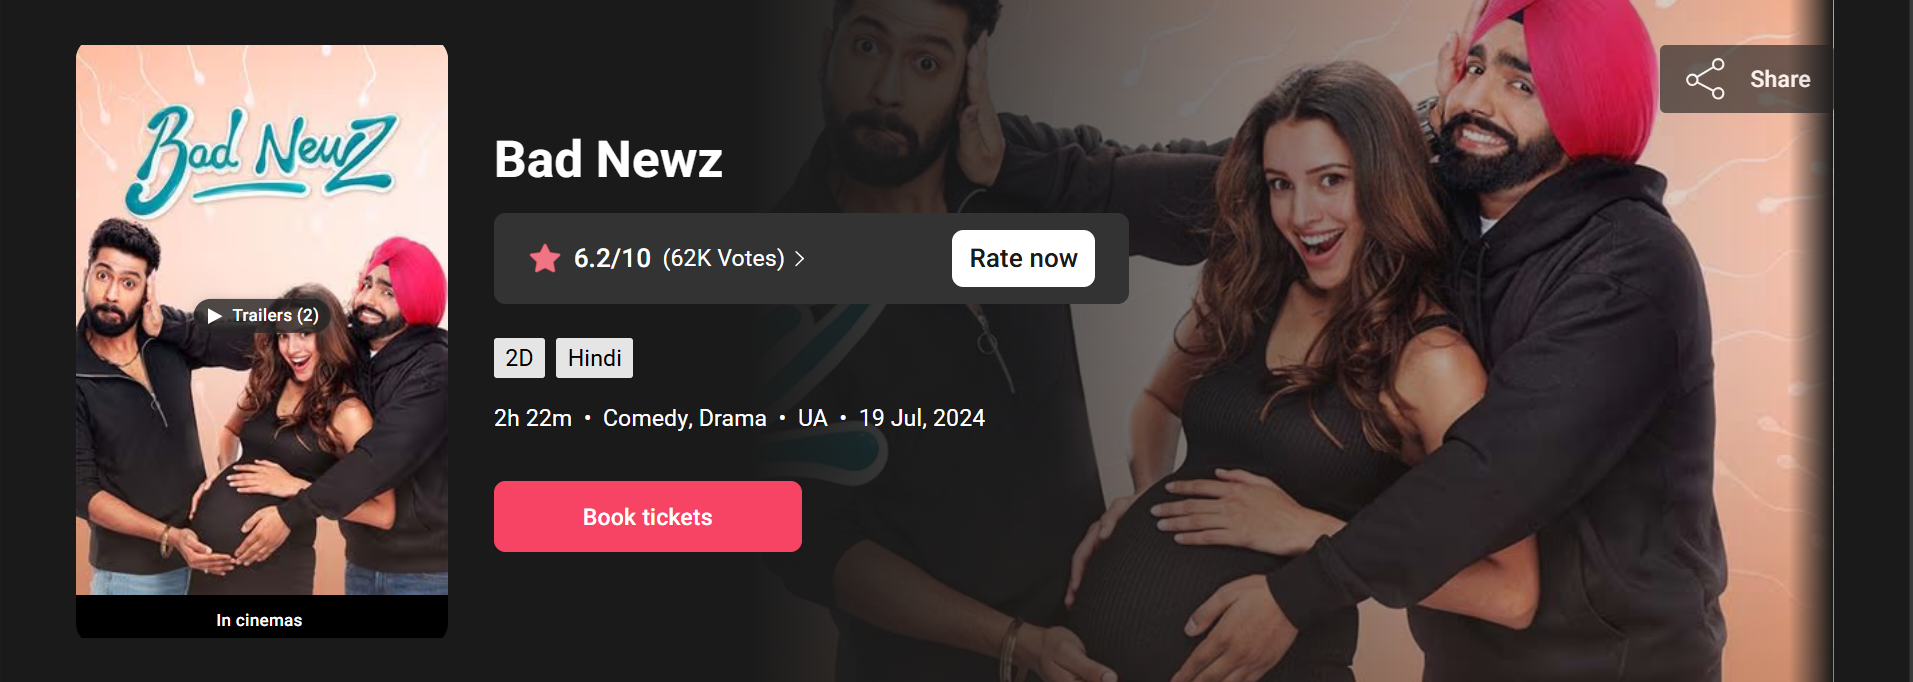 Bad Newz
Trailers (2)
In cinemas
Bad Newz
6.2/10 (62K Votes)
Rate now
2D Hindi
2h 22m • Comedy, Drama • UA • 19 Jul, 2024
Book tickets
Share